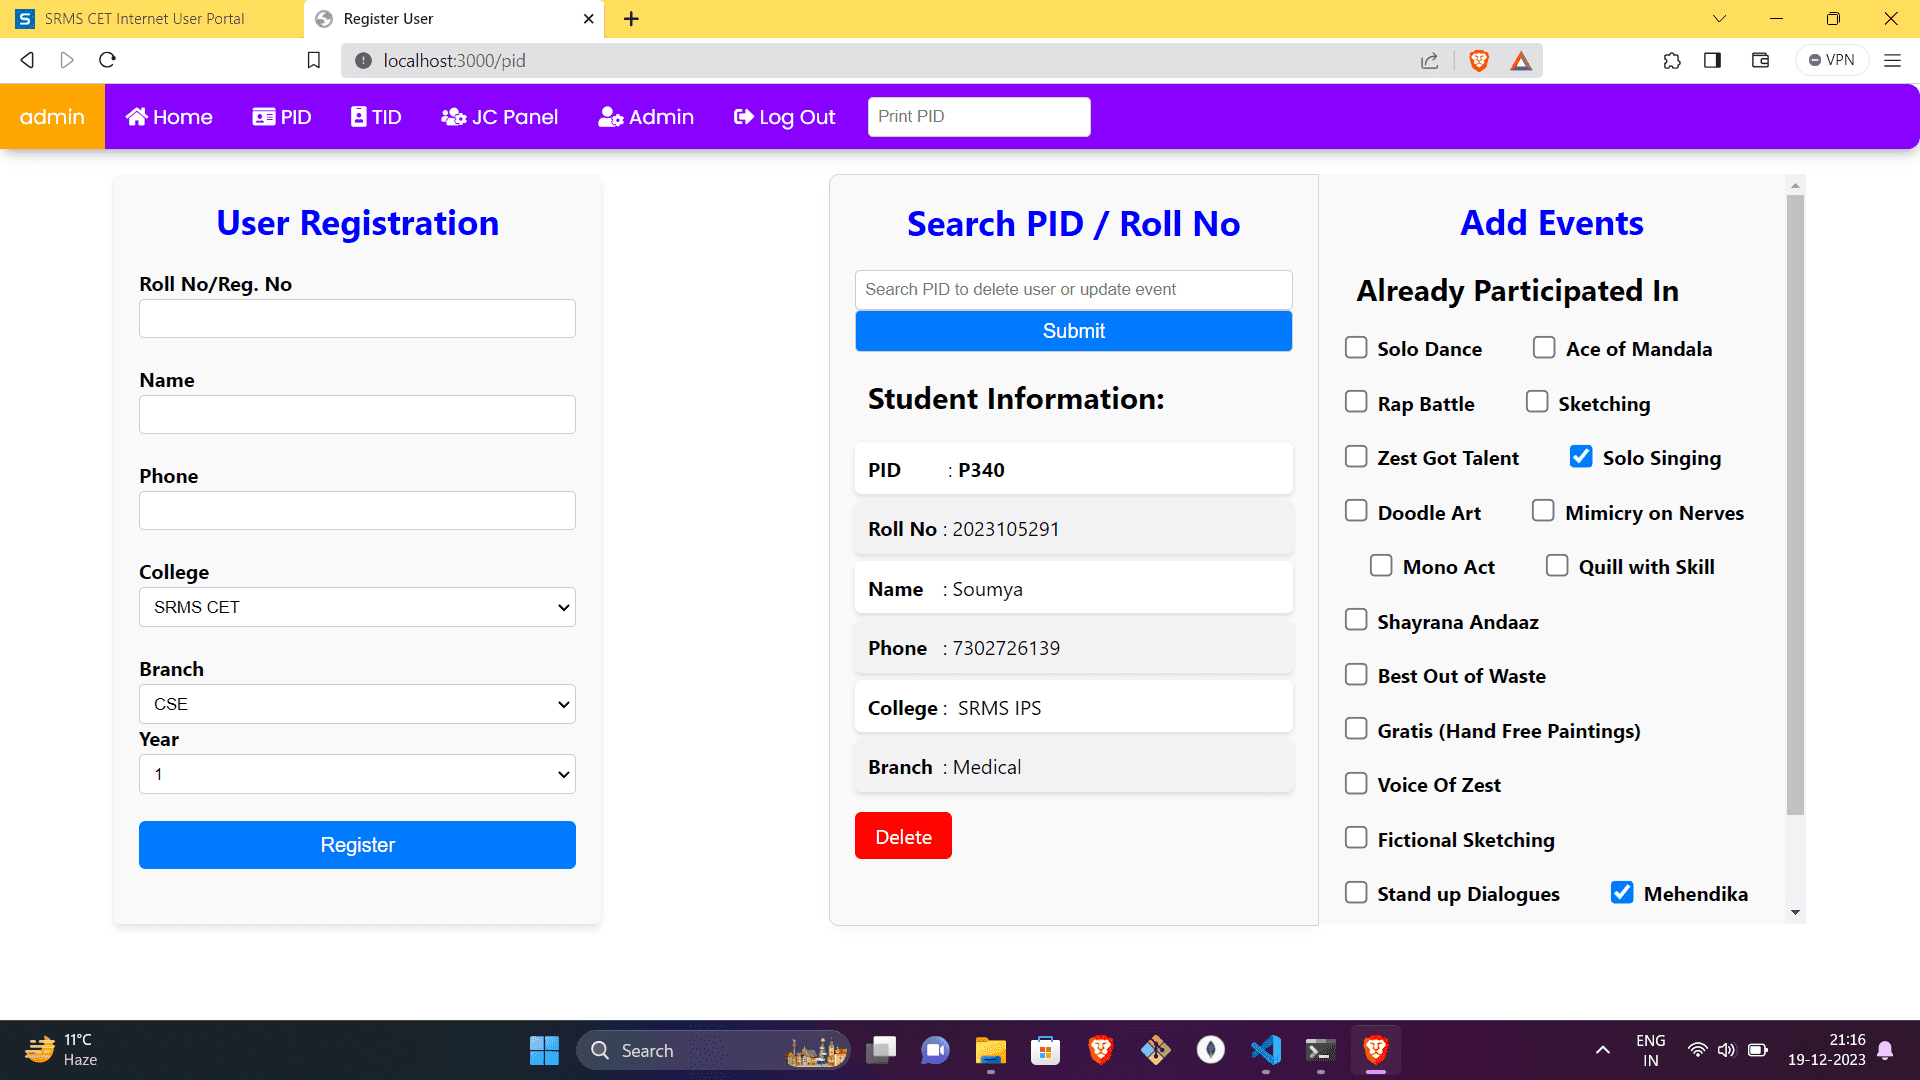 SRMS CET Internet User Portal
Register User
localhost:3000/pid
VPN
admin
Home
PID
TID
JC Panel
Admin
Log Out
Print PID
User Registration
Roll No/Reg. No
Name
Phone
College
SRMS CET
Branch
CSE
Year
1
Register
Search PID / Roll No
Search PID to delete user or update event
Submit
Student Information:
PID : P340
Roll No : 2023105291
Name : Soumya
Phone : 7302726139
College : SRMS IPS
Branch : Medical
Delete
Add Events
Already Participated In
Solo Dance
Ace of Mandala
Rap Battle
Sketching
Zest Got Talent
Solo Singing
Doodle Art
Mimicry on Nerves
Mono Act
Quill with Skill
Shayrana Andaaz
Best Out of Waste
Gratis (Hand Free Paintings)
Voice Of Zest
Fictional Sketching
Stand up Dialogues
Mehendika
11°C
Haze
Search
ENG
IN
21:16
19-12-2023